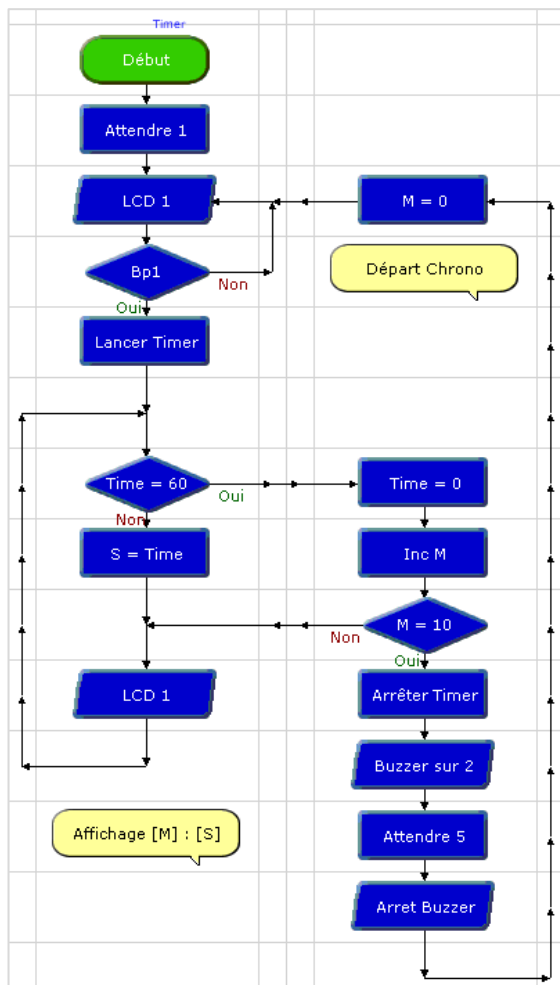 Timer
Début
Attendre 1
LCD 1
M = 0
Bp1
Non
Départ Chrono
Oui
Lancer Timer
Time = 60
Oui
Time = 0
Non
S = Time
Inc M
M = 10
Non
Oui
LCD 1
Arrêter Timer
Buzzer sur 2
Affichage [M] : [S]
Attendre 5
Arret Buzzer